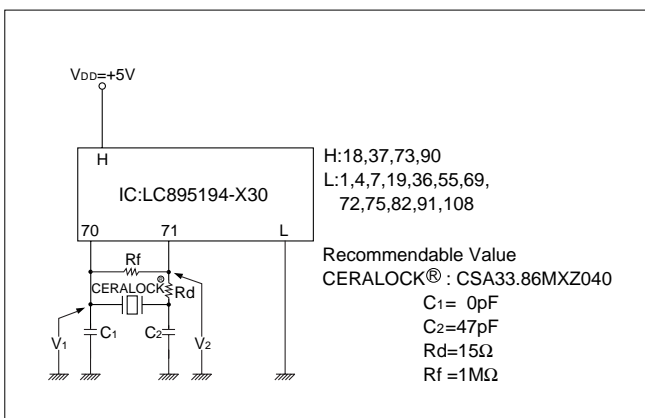 VDD=+5V
H
IC:LC895194-X30
70 71 L
H:18,37,73,90
L:1,4,7,19,36,55,69,
72,75,82,91,108
Rf
CERALOCK®
Rd
V1
C1
C2
V2
Recommendable Value
CERALOCK® : CSA33.86MXZ040
C1= 0pF
C2=47pF
Rd=15Ω
Rf =1MΩ